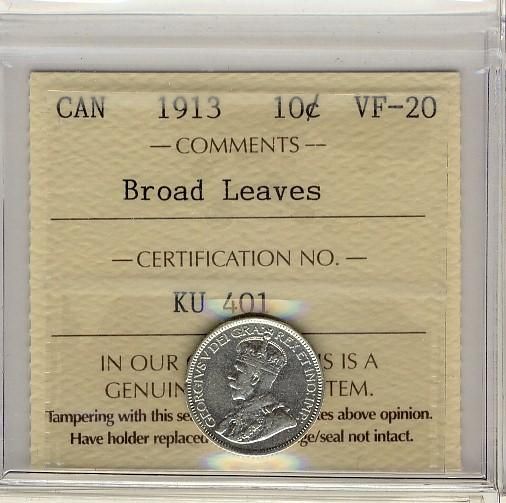 CAN 1913 10¢ VF-20
— COMMENTS —
Broad Leaves
— CERTIFICATION NO. —
KU 401
IN OUR S IS A
GENUIN TEM.
Tampering with this se es above opinion.
Have holder replaced ge/seal not intact.
GEORGIVS V DEI GRA: REX ET IND:IMP: